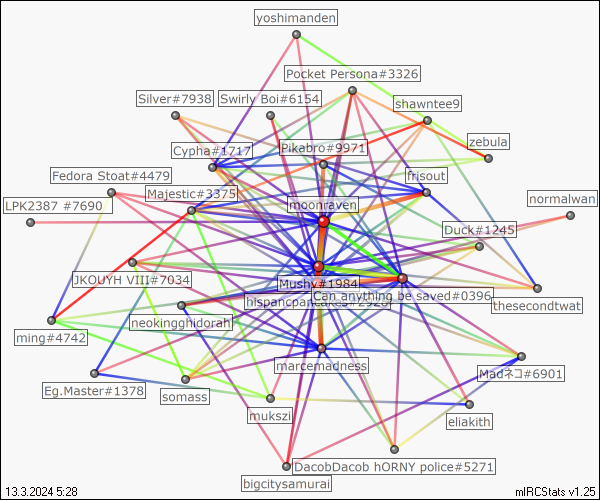 yoshimanden
Pocket Persona#3326
Silver#7938
Swirly Boi#6154
shawntee9
Cypha#1717
Pikabro#9971
zebula
Fedora Stoat#4479
frisout
Majestic#3375
normalwan
LPK2387 #7690
moonraven
Duck#1245
JKOUYH VIII#7034
Mushy#1984
Can anything be saved#0396
thesecondtwat
neokingghidorah
ming#4742
marcemadness
Madネコ#6901
Eg.Master#1378
somass
mukszi
eliakith
DacobDacob hORNY police#5271
bigcitysamurai
13.3.2024 5:28
mIRCStats v1.25